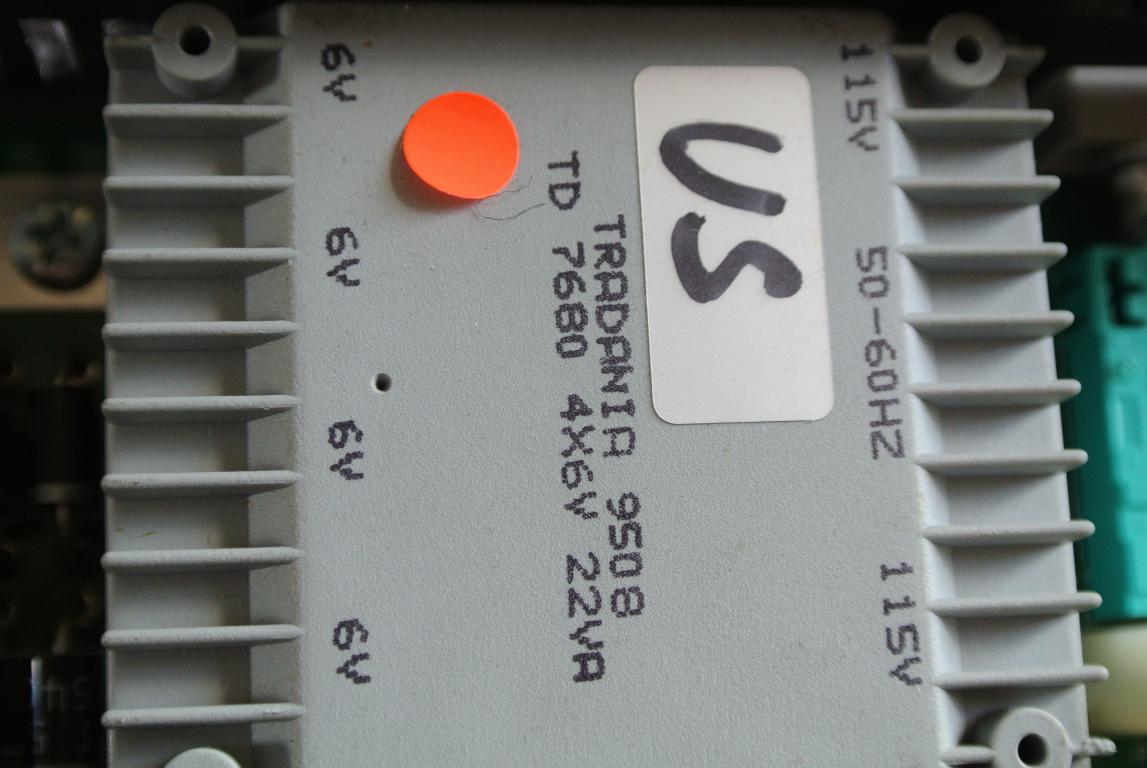 115V
50-60HZ
115V
US
TRADANIA 9508
TD 7680 4X6V 22VA
6V
6V
6V
6V